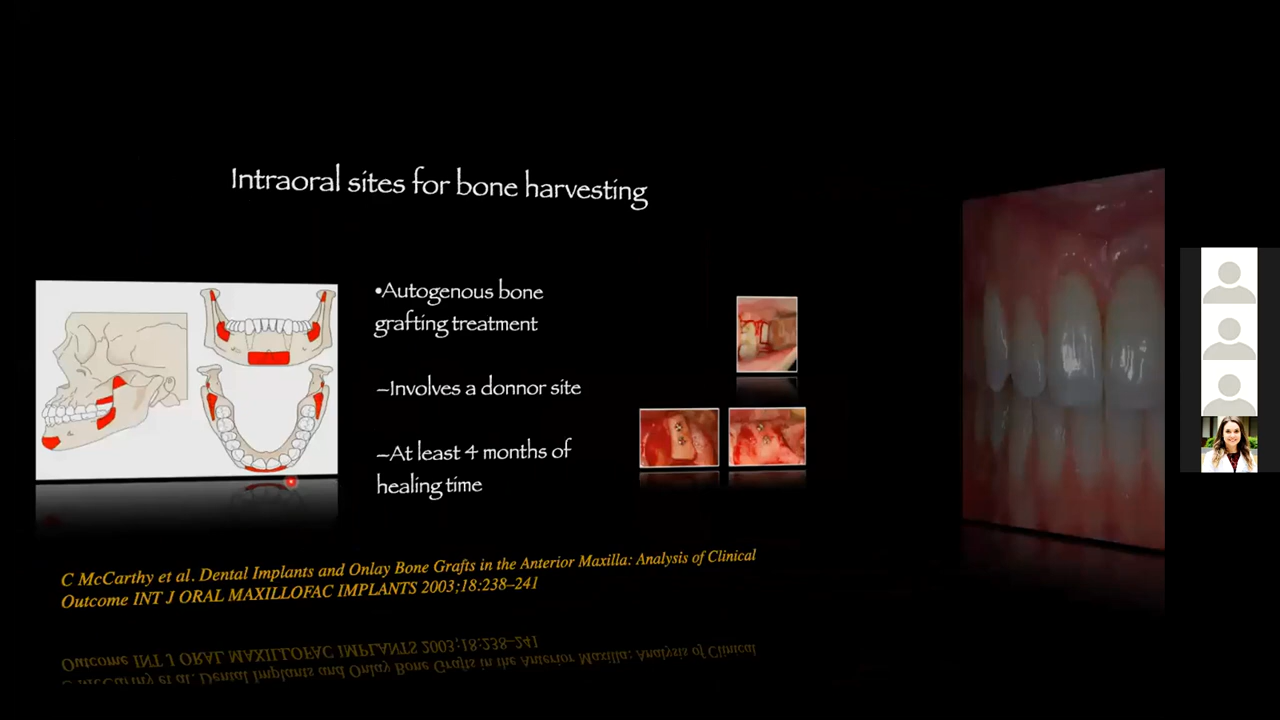 Intraoral sites for bone harvesting
•Autogenous bone
grafting treatment
–Involves a donnor site
–At least 4 months of
healing time
C McCarthy et al. Dental Implants and Onlay Bone Grafts in the Anterior Maxilla: Analysis of Clinical
Outcome INT J ORAL MAXILLOFAC IMPLANTS 2003;18:238–241